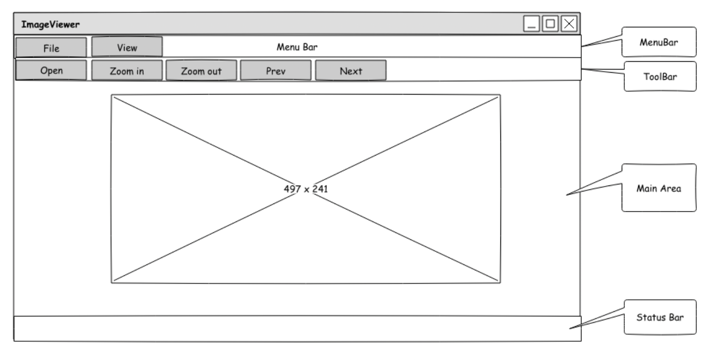 ImageViewer
File View Menu Bar
MenuBar
Open Zoom in Zoom out Prev Next
ToolBar
497 x 241
Main Area
Status Bar